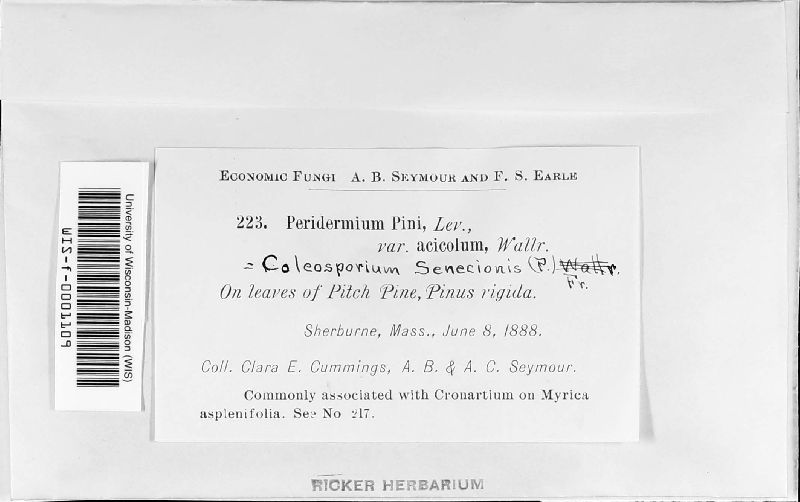 ECONOMIC FUNGI A. B. SEYMOUR AND F. S. EARLE
223. Peridermium Pini, Lev.,
var. acicolum, Wallr.
= Coleosporium Senecionis (P.) Wallr.
Fr.
On leaves of Pitch Pine, Pinus rigida.
Sherburne, Mass., June 8, 1888.
Coll. Clara E. Cummings, A. B. & A. C. Seymour.
Commonly associated with Cronartium on Myrica
asplenifolia. See No 217.
University of Wisconsin-Madison (WIS)
WIS-f-0001109
RICKER HERBARIUM